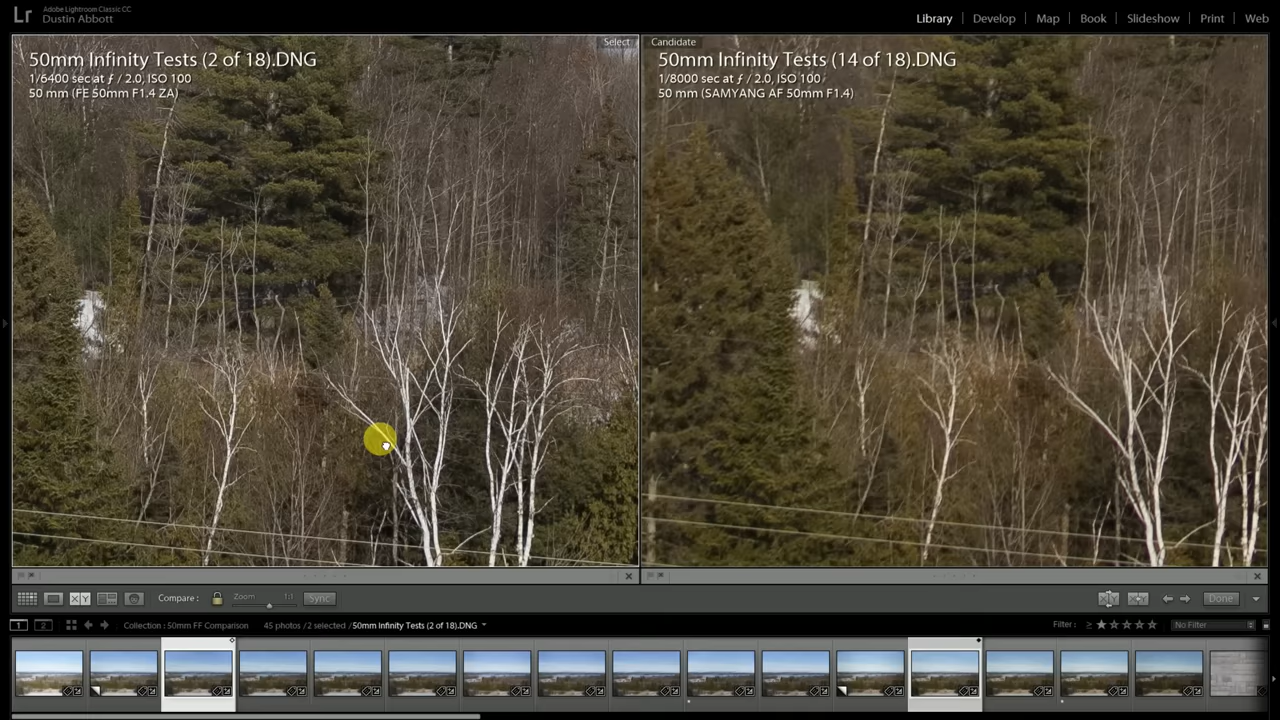 Lr
Adobe Lightroom Classic CC
Dustin Abbott
Library | Develop | Map | Book | Slideshow | Print | Web
Select
50mm Infinity Tests (2 of 18).DNG
1/6400 sec at ƒ / 2.0, ISO 100
50 mm (FE 50mm F1.4 ZA)
Candidate
50mm Infinity Tests (14 of 18).DNG
1/8000 sec at ƒ / 2.0, ISO 100
50 mm (SAMYANG AF 50mm F1.4)
X Y
Compare :
Zoom
1:1
Sync
Done
1
2
Collection : 50mm FF Comparison
45 photos / 2 selected / 50mm Infinity Tests (2 of 18).DNG
Filter :
No Filter